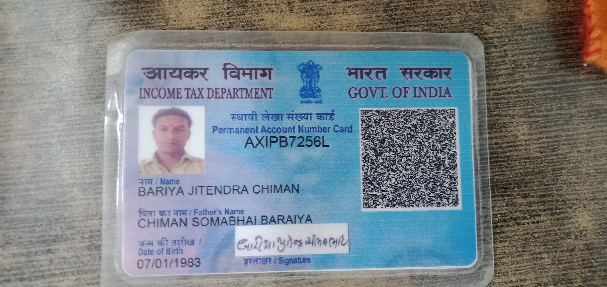 आयकर विभाग
INCOME TAX DEPARTMENT
भारत सरकार
GOVT. OF INDIA
स्थायी लेखा संख्या कार्ड
Permanent Account Number Card
AXIPB7256L
नाम / Name
BARIYA JITENDRA CHIMAN
पिता का नाम / Father's Name
CHIMAN SOMABHAI BARAIYA
जन्म की तारीख /
Date of Birth
07/01/1983
हस्ताक्षर / Signature